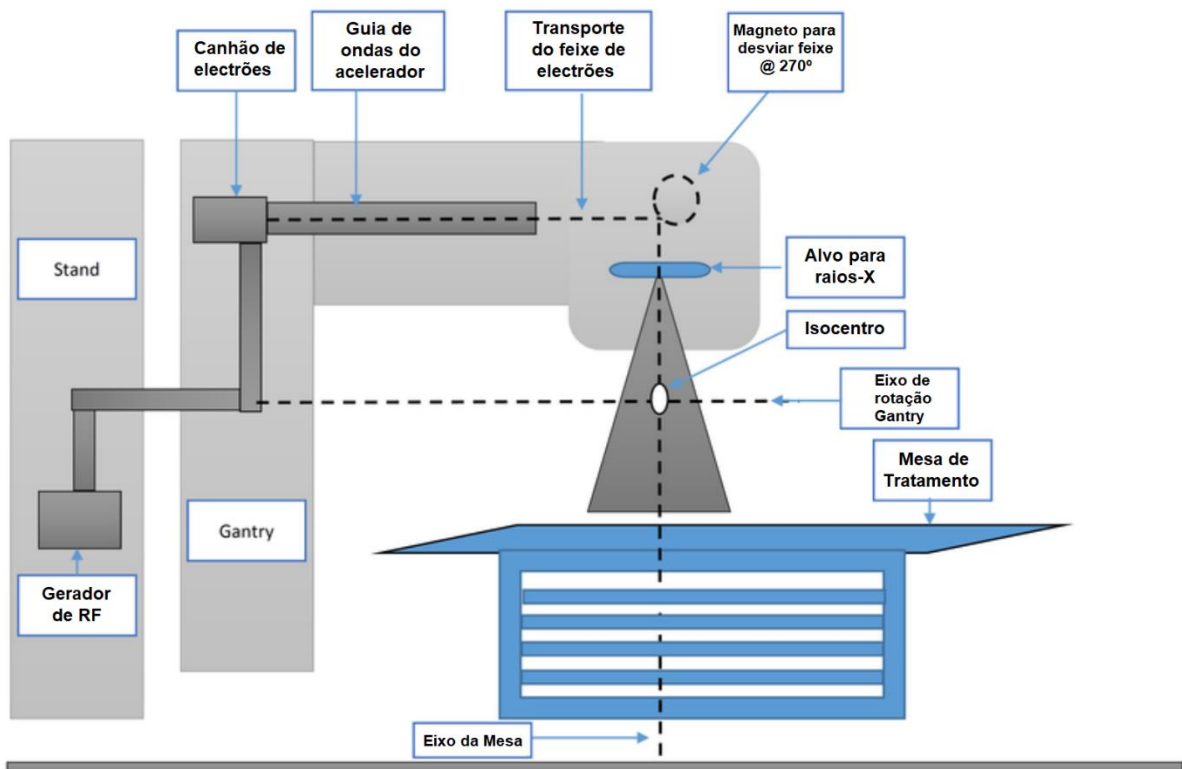 Canhão de
electrões
Guia de
ondas do
acelerador
Transporte
do feixe de
electrões
Magneto para
desviar feixe
@ 270º
Stand
Alvo para
raios-X
Isocentro
Eixo de
rotação
Gantry
Mesa de
Tratamento
Gantry
Gerador
de RF
Eixo da Mesa